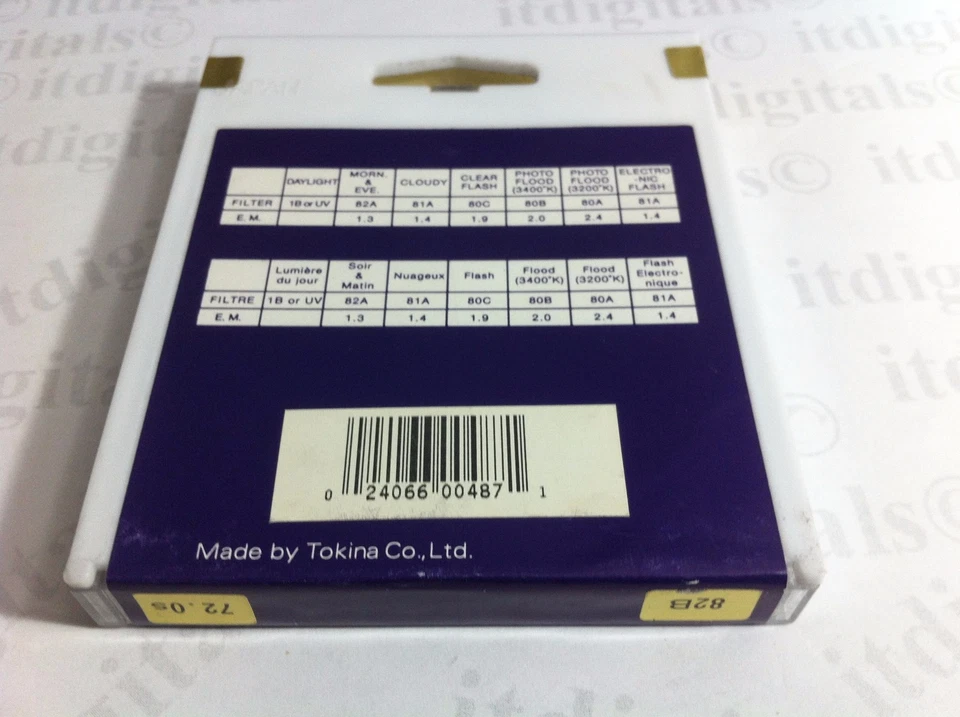 itdigitals©
DAYLIGHT MORN. & EVE. CLOUDY CLEAR FLASH PHOTO FLOOD (3400°K) PHOTO FLOOD (3200°K) ELECTRO-NIC FLASH
FILTER 1B or UV 82A 81A 80C 80B 80A 81A
E.M. 1.3 1.4 1.9 2.0 2.4 1.4
Lumière du jour Soir & Matin Nuageux Flash Flood (3400°K) Flood (3200°K) Flash Electro-nique
FILTRE 1B or UV 82A 81A 80C 80B 80A 81A
E.M. 1.3 1.4 1.9 2.0 2.4 1.4
0 24066 00487 1
Made by Tokina Co.,Ltd.
72.0s 82B